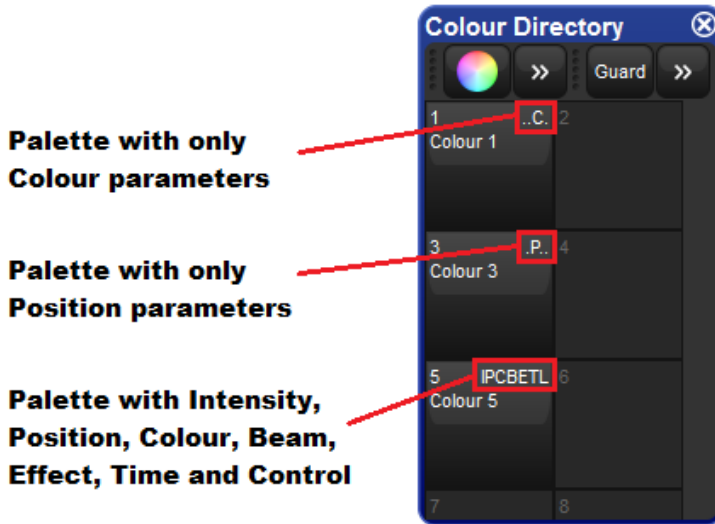 Colour Directory
» Guard »
Palette with only
Colour parameters
1 ..C. 2
Colour 1
Palette with only
Position parameters
3 .P.. 4
Colour 3
Palette with Intensity,
Position, Colour, Beam,
Effect, Time and Control
5 IPCBETL 6
Colour 5
7 8